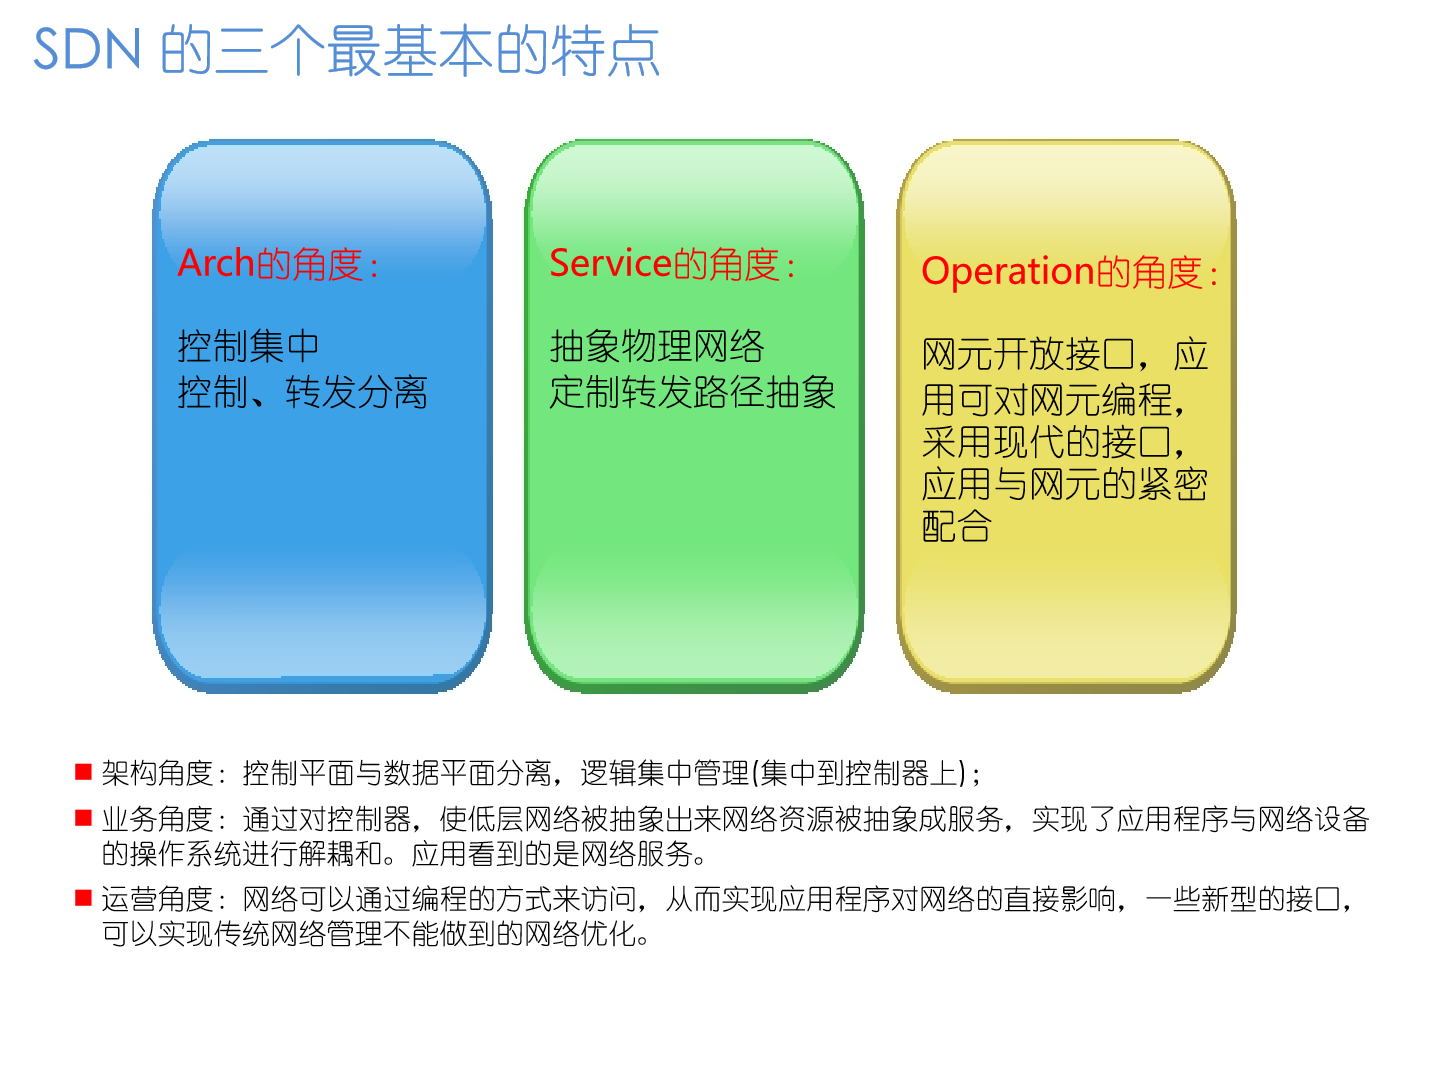 SDN 的三个最基本的特点
Arch的角度：
控制集中
控制、转发分离
Service的角度：
抽象物理网络
定制转发路径抽象
Operation的角度：
网元开放接口，应
用可对网元编程，
采用现代的接口，
应用与网元的紧密
配合
架构角度：控制平面与数据平面分离，逻辑集中管理(集中到控制器上)；
业务角度：通过对控制器，使低层网络被抽象出来网络资源被抽象成服务，实现了应用程序与网络设备
的操作系统进行解耦和。应用看到的是网络服务。
运营角度：网络可以通过编程的方式来访问，从而实现应用程序对网络的直接影响，一些新型的接口，
可以实现传统网络管理不能做到的网络优化。